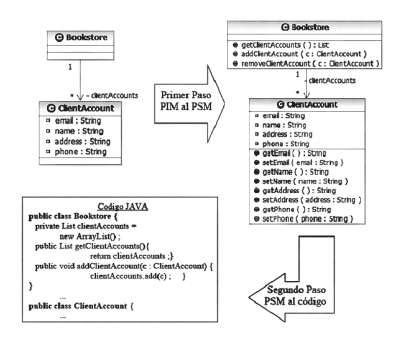 Bookstore
1
* - clientAccounts
ClientAccount
email : String
name : String
address : String
phone : String
Primer Paso
PIM al PSM
Bookstore
getClientAccounts ( ) : List
addClientAccount ( c : ClientAccount )
removeClientAccount ( c : ClientAccount )
1
- clientAccounts
*
ClientAccount
email : String
name : String
address : String
phone : String
getEmail ( ) : String
setEmail ( email : String )
getName ( ) : String
setName ( name : String )
getAddress ( ) : String
setAddress ( address : String )
getPhone ( ) : String
setPhone ( phone : String )
Codigo JAVA
public class Bookstore {
private List clientAccounts =
new ArrayList() ;
public List getClientAccounts(){
return clientAccounts ;}
public void addClientAccount(c : ClientAccount) {
clientAccounts.add(c) ; }
}
...
public class ClientAccount {
...
Segundo Paso
PSM al código